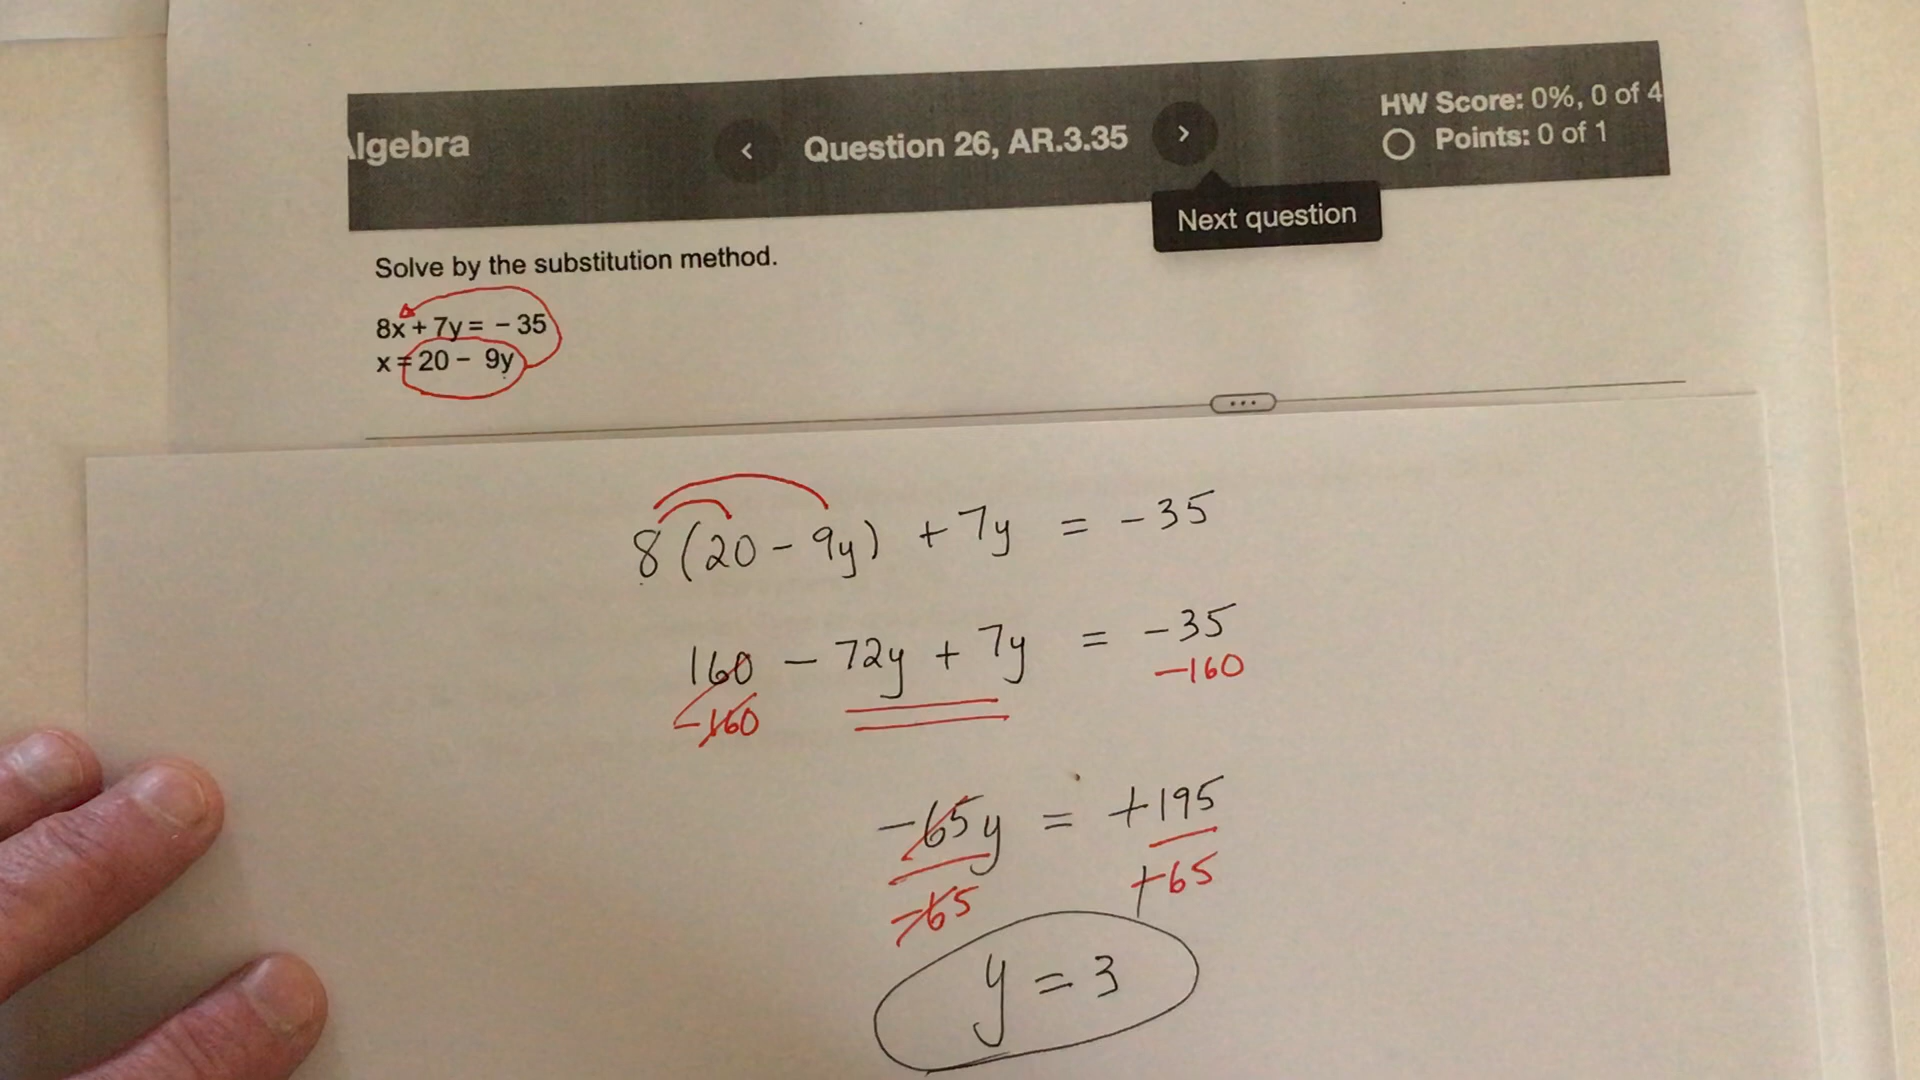 lgebra
‹
Question 26, AR.3.35
›
HW Score: 0%, 0 of 4
Points: 0 of 1
Next question
Solve by the substitution method.
8x + 7y = - 35
x = 20 - 9y
...
8(20 - 9y) + 7y = -35
160 - 72y + 7y = -35
-160 -160
-65y = +195
-65 +65
y = 3